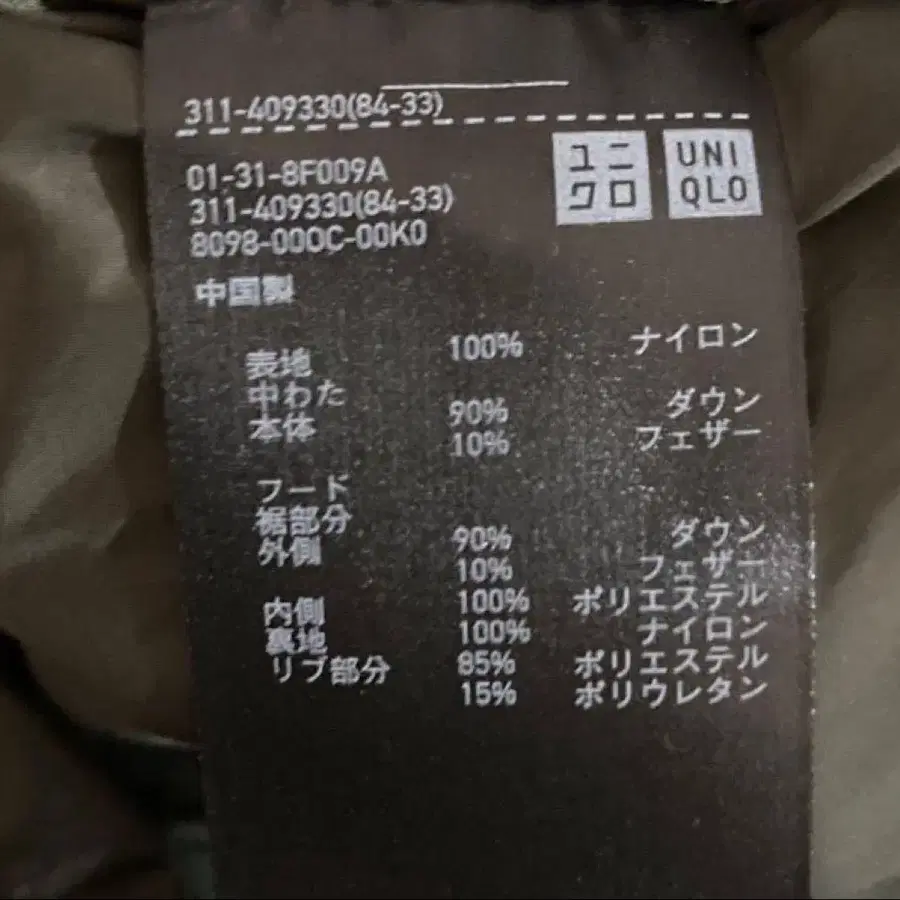 311-409330(84-33)
01-31-8F009A
311-409330(84-33)
8098-000C-00K0
ユニ
クロ
UNI
QLO
中国製
表地 100% ナイロン
中わた
本体 90% ダウン
10% フェザー
フード
裾部分
外側 90% ダウン
10% フェザー
内側 100% ポリエステル
裏地 100% ナイロン
リブ部分 85% ポリエステル
15% ポリウレタン